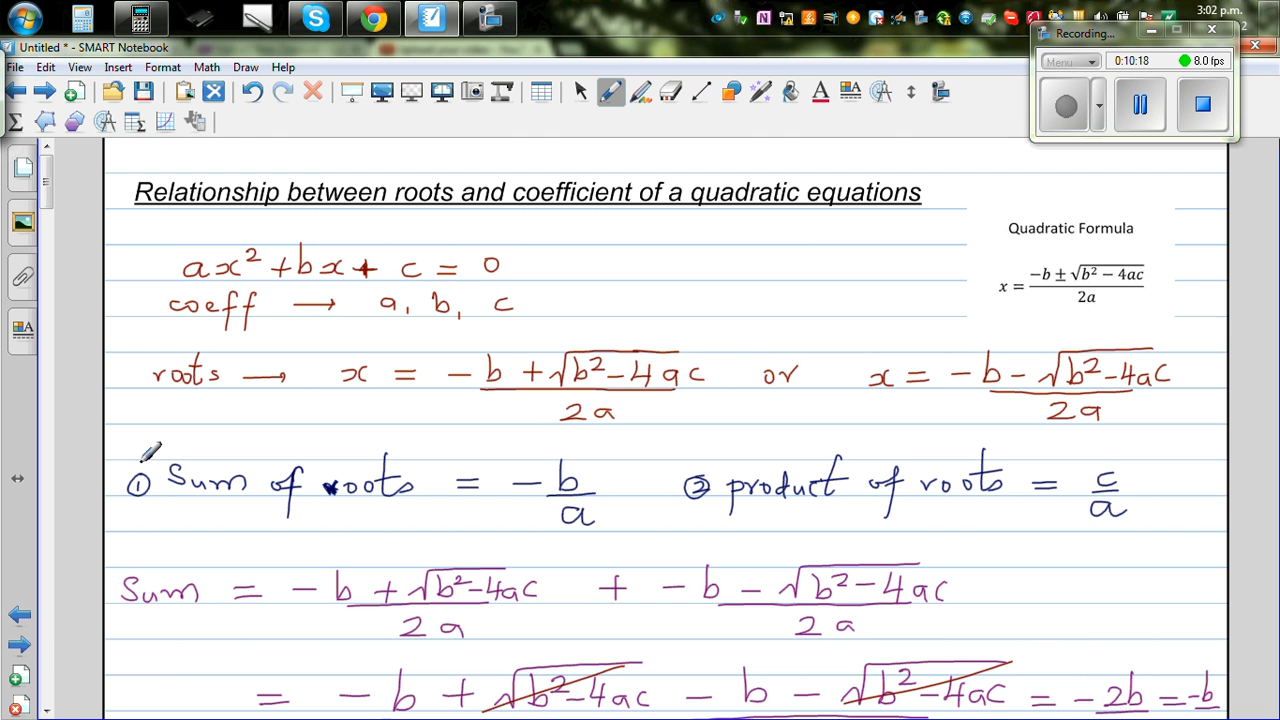 3:02 p.m.
Untitled * - SMART Notebook
Recording...
File Edit View Insert Format Math Draw Help
Menu
0:10:18
8.0 fps
Relationship between roots and coefficient of a quadratic equations
Quadratic Formula
x = (-b ± √(b² − 4ac)) / 2a
ax² + bx + c = 0
coeff → a, b, c
roots → x = (-b + √(b²-4ac)) / 2a or x = (-b - √(b²-4ac)) / 2a
① Sum of roots = -b/a ② product of roots = c/a
Sum = (-b + √(b²-4ac)) / 2a + (-b - √(b²-4ac)) / 2a
= -b + √(b²-4ac) - b - √(b²-4ac) = -2b = -b